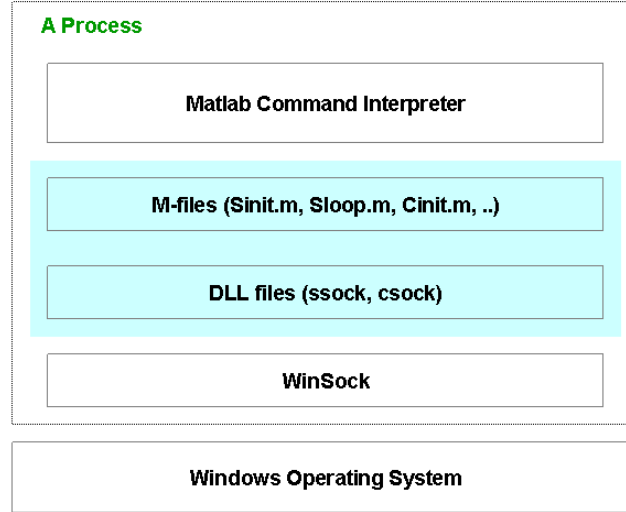 A Process
Matlab Command Interpreter
M-files (Sinit.m, Sloop.m, Cinit.m, ..)
DLL files (ssock, csock)
WinSock
Windows Operating System